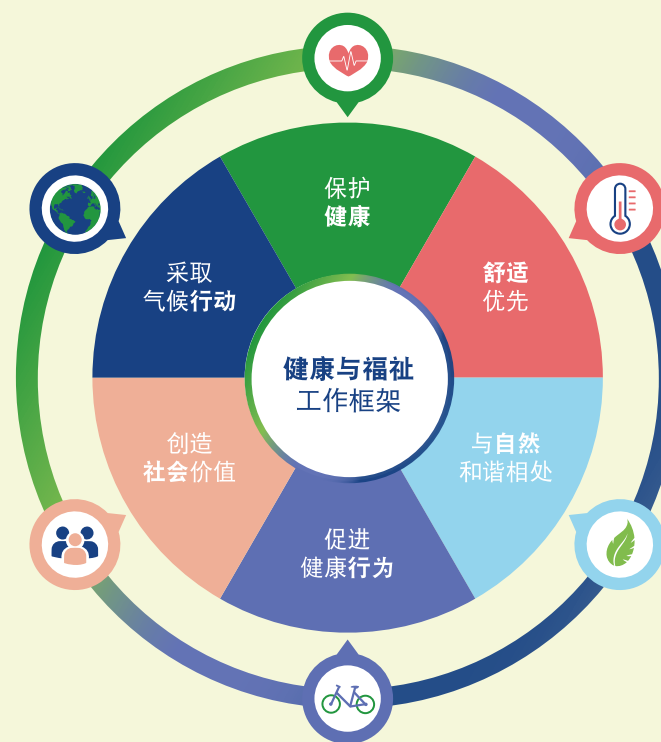 保护
健康
舒适
优先
与自然
和谐相处
促进
健康行为
创造
社会价值
采取
气候行动
健康与福祉
工作框架